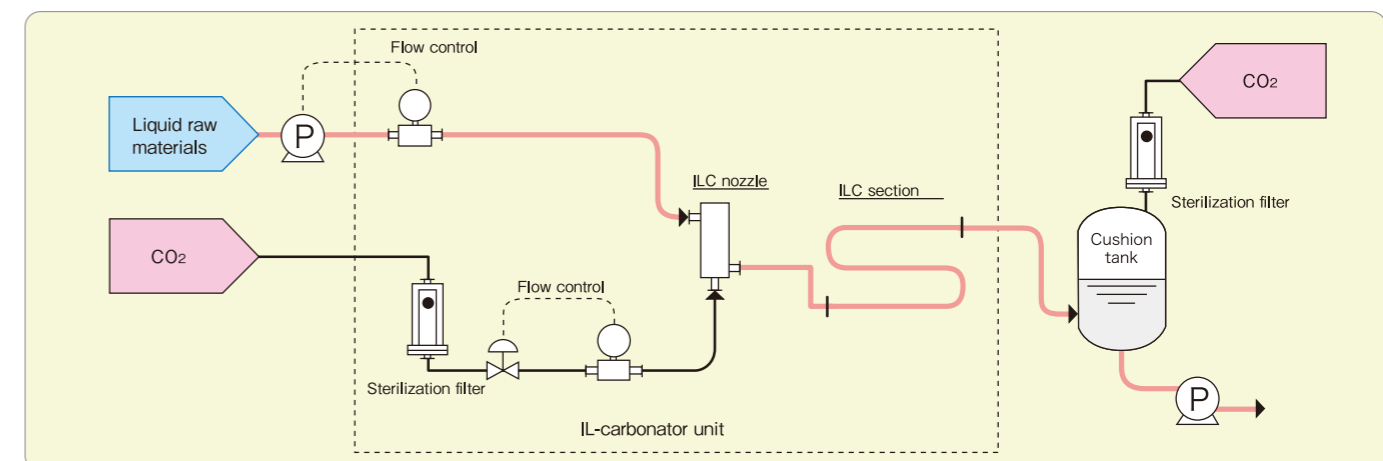 Flow control
CO2
Liquid raw
materials
P
ILC nozzle
ILC section
Sterilization filter
Cushion
tank
CO2
Flow control
Sterilization filter
P
IL-carbonator unit